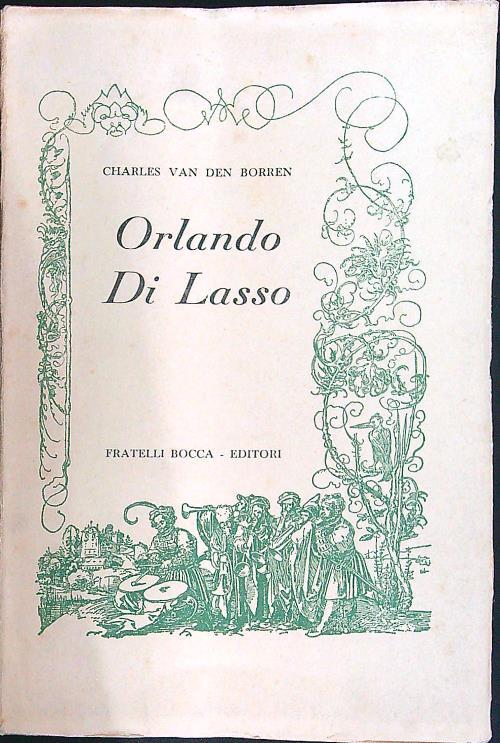 CHARLES VAN DEN BORREN
Orlando
Di Lasso
FRATELLI BOCCA - EDITORI